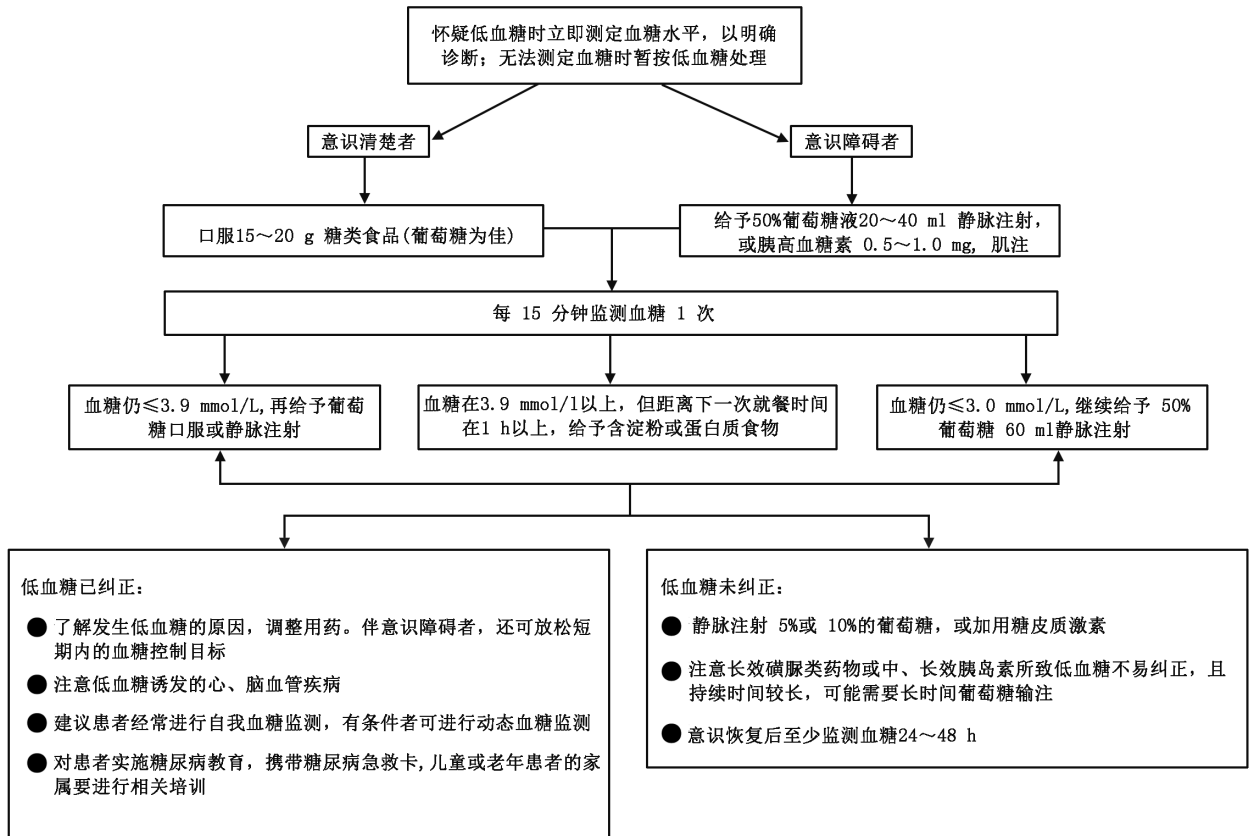 怀疑低血糖时立即测定血糖水平，以明确
诊断；无法测定血糖时暂按低血糖处理
意识清楚者
意识障碍者
口服15～20 g 糖类食品(葡萄糖为佳)
给予50%葡萄糖液20～40 ml 静脉注射，
或胰高血糖素 0.5～1.0 mg, 肌注
每 15 分钟监测血糖 1 次
血糖仍≤3.9 mmol/L,再给予葡萄
糖口服或静脉注射
血糖在3.9 mmol/l以上，但距离下一次就餐时间
在1 h以上，给予含淀粉或蛋白质食物
血糖仍≤3.0 mmol/L,继续给予 50%
葡萄糖 60 ml静脉注射
低血糖已纠正：
● 了解发生低血糖的原因，调整用药。伴意识障碍者，还可放松短
期内的血糖控制目标
● 注意低血糖诱发的心、脑血管疾病
● 建议患者经常进行自我血糖监测，有条件者可进行动态血糖监测
● 对患者实施糖尿病教育，携带糖尿病急救卡,儿童或老年患者的家
属要进行相关培训
低血糖未纠正：
● 静脉注射 5%或 10%的葡萄糖，或加用糖皮质激素
● 注意长效磺脲类药物或中、长效胰岛素所致低血糖不易纠正，且
持续时间较长，可能需要长时间葡萄糖输注
● 意识恢复后至少监测血糖24～48 h